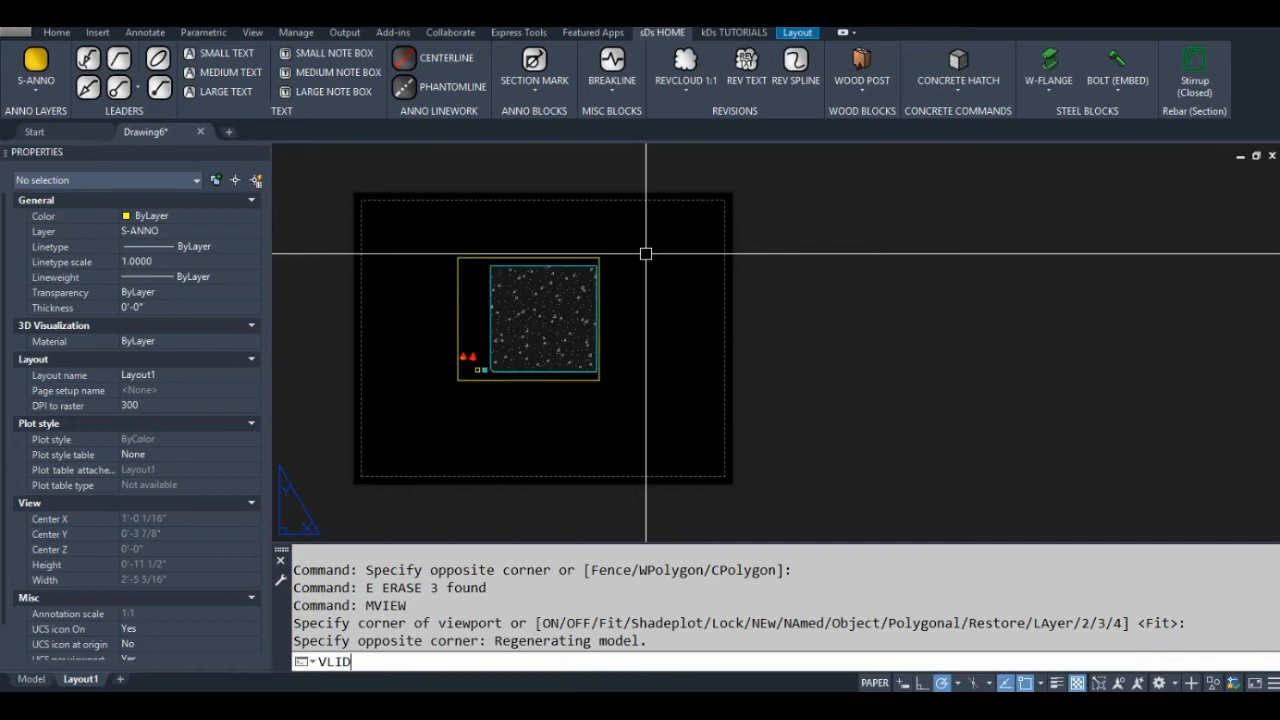 Home Insert Annotate Parametric View Manage Output Add-ins Collaborate Express Tools Featured Apps sDs HOME kDs TUTORIALS Layout
S-ANNO
A SMALL TEXT
A MEDIUM TEXT
A LARGE TEXT
SMALL NOTE BOX
MEDIUM NOTE BOX
LARGE NOTE BOX
CENTERLINE
PHANTOMLINE
SECTION MARK
BREAKLINE
REVCLOUD 1:1
REV TEXT
REV SPLINE
WOOD POST
CONCRETE HATCH
W-FLANGE
BOLT (EMBED)
Stirrup
(Closed)
ANNO LAYERS LEADERS TEXT ANNO LINEWORK ANNO BLOCKS MISC BLOCKS REVISIONS WOOD BLOCKS CONCRETE COMMANDS STEEL BLOCKS Rebar (Section)
Start Drawing6*
PROPERTIES
No selection
General
Color ByLayer
Layer S-ANNO
Linetype ByLayer
Linetype scale 1.0000
Lineweight ByLayer
Transparency ByLayer
Thickness 0'-0"
3D Visualization
Material ByLayer
Layout
Layout name Layout1
Page setup name <None>
DPI to raster 300
Plot style
Plot style ByColor
Plot style table None
Plot table attache... Layout1
Plot table type Not available
View
Center X 1'-0 1/16"
Center Y 0'-3 7/8"
Center Z 0'-0"
Height 0'-11 1/2"
Width 2'-5 5/16"
Misc
Annotation scale 1:1
UCS icon On Yes
UCS icon at origin No
UCS per viewport Yes
Y X
Command: Specify opposite corner or [Fence/WPolygon/CPolygon]:
Command: E ERASE 3 found
Command: MVIEW
Specify corner of viewport or [ON/OFF/Fit/Shadeplot/Lock/NEw/NAmed/Object/Polygonal/Restore/LAyer/2/3/4] <Fit>:
Specify opposite corner: Regenerating model.
VLID
Model Layout1 PAPER